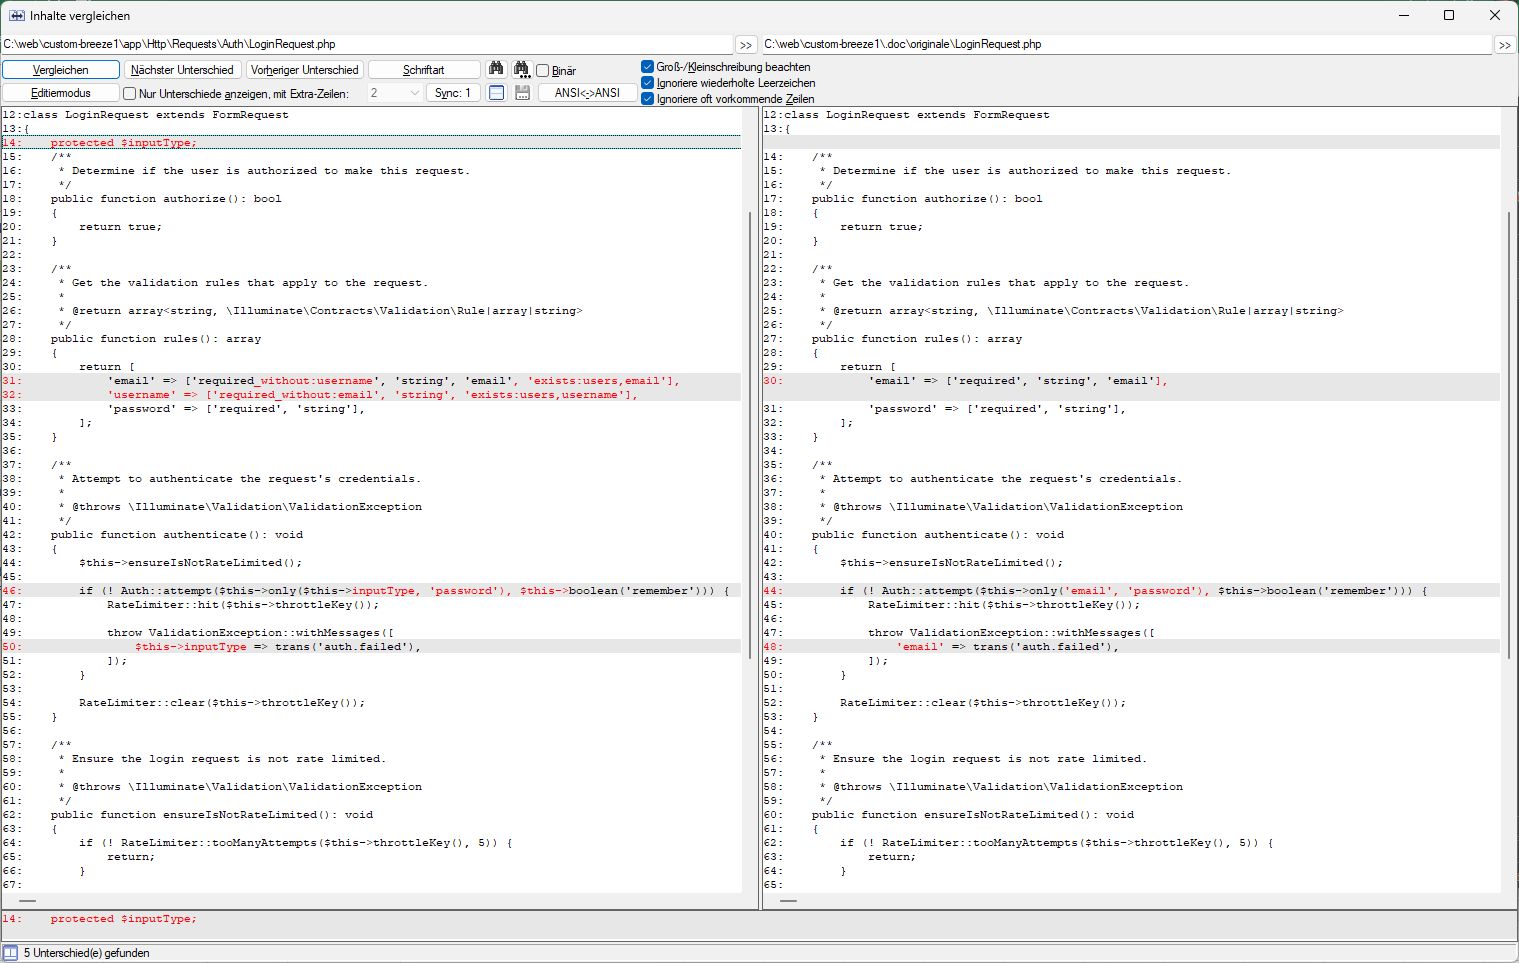 Inhalte vergleichen
C:\web\custom-breeze1\app\Http\Requests\Auth\LoginRequest.php
>>
C:\web\custom-breeze1\.doc\originale\LoginRequest.php
>>
Vergleichen
Nächster Unterschied
Vorheriger Unterschied
Schriftart
Binär
Groß-/Kleinschreibung beachten
Ignoriere wiederholte Leerzeichen
Editiermodus
Nur Unterschiede anzeigen, mit Extra-Zeilen:
2
Sync: 1
ANSI<->ANSI
Ignoriere oft vorkommende Zeilen
12:class LoginRequest extends FormRequest
13:{
14:    protected $inputType;
15:    /**
16:     * Determine if the user is authorized to make this request.
17:     */
18:    public function authorize(): bool
19:    {
20:        return true;
21:    }
22:
23:    /**
24:     * Get the validation rules that apply to the request.
25:     *
26:     * @return array<string, \Illuminate\Contracts\Validation\Rule|array|string>
27:     */
28:    public function rules(): array
29:    {
30:        return [
31:            'email' => ['required_without:username', 'string', 'email', 'exists:users,email'],
32:            'username' => ['required_without:email', 'string', 'exists:users,username'],
33:            'password' => ['required', 'string'],
34:        ];
35:    }
36:
37:    /**
38:     * Attempt to authenticate the request's credentials.
39:     *
40:     * @throws \Illuminate\Validation\ValidationException
41:     */
42:    public function authenticate(): void
43:    {
44:        $this->ensureIsNotRateLimited();
45:
46:        if (! Auth::attempt($this->only($this->inputType, 'password'), $this->boolean('remember'))) {
47:            RateLimiter::hit($this->throttleKey());
48:
49:            throw ValidationException::withMessages([
50:                $this->inputType => trans('auth.failed'),
51:            ]);
52:        }
53:
54:        RateLimiter::clear($this->throttleKey());
55:    }
56:
57:    /**
58:     * Ensure the login request is not rate limited.
59:     *
60:     * @throws \Illuminate\Validation\ValidationException
61:     */
62:    public function ensureIsNotRateLimited(): void
63:    {
64:        if (! RateLimiter::tooManyAttempts($this->throttleKey(), 5)) {
65:            return;
66:        }
67:
12:class LoginRequest extends FormRequest
13:{
14:    /**
15:     * Determine if the user is authorized to make this request.
16:     */
17:    public function authorize(): bool
18:    {
19:        return true;
20:    }
21:
22:    /**
23:     * Get the validation rules that apply to the request.
24:     *
25:     * @return array<string, \Illuminate\Contracts\Validation\Rule|array|string>
26:     */
27:    public function rules(): array
28:    {
29:        return [
30:            'email' => ['required', 'string', 'email'],
31:            'password' => ['required', 'string'],
32:        ];
33:    }
34:
35:    /**
36:     * Attempt to authenticate the request's credentials.
37:     *
38:     * @throws \Illuminate\Validation\ValidationException
39:     */
40:    public function authenticate(): void
41:    {
42:        $this->ensureIsNotRateLimited();
43:
44:        if (! Auth::attempt($this->only('email', 'password'), $this->boolean('remember'))) {
45:            RateLimiter::hit($this->throttleKey());
46:
47:            throw ValidationException::withMessages([
48:                'email' => trans('auth.failed'),
49:            ]);
50:        }
51:
52:        RateLimiter::clear($this->throttleKey());
53:    }
54:
55:    /**
56:     * Ensure the login request is not rate limited.
57:     *
58:     * @throws \Illuminate\Validation\ValidationException
59:     */
60:    public function ensureIsNotRateLimited(): void
61:    {
62:        if (! RateLimiter::tooManyAttempts($this->throttleKey(), 5)) {
63:            return;
64:        }
65:
14:    protected $inputType;
5 Unterschied(e) gefunden